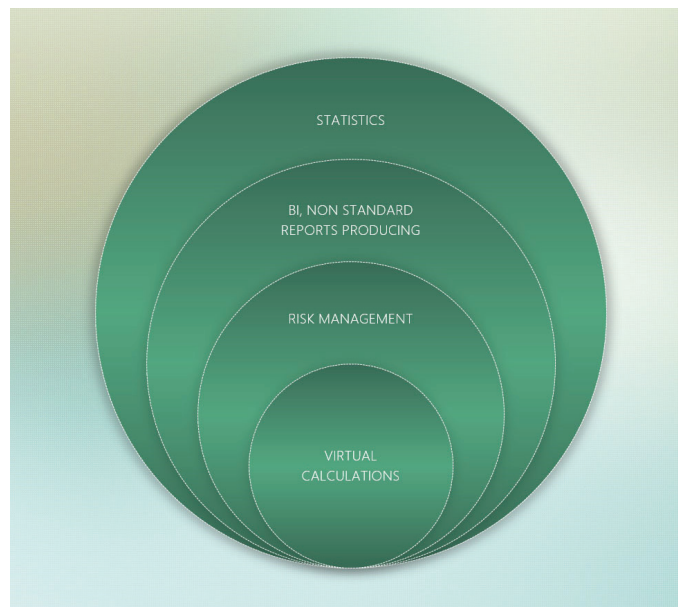 STATISTICS
BI, NON STANDARD
REPORTS PRODUCING
RISK MANAGEMENT
VIRTUAL
CALCULATIONS